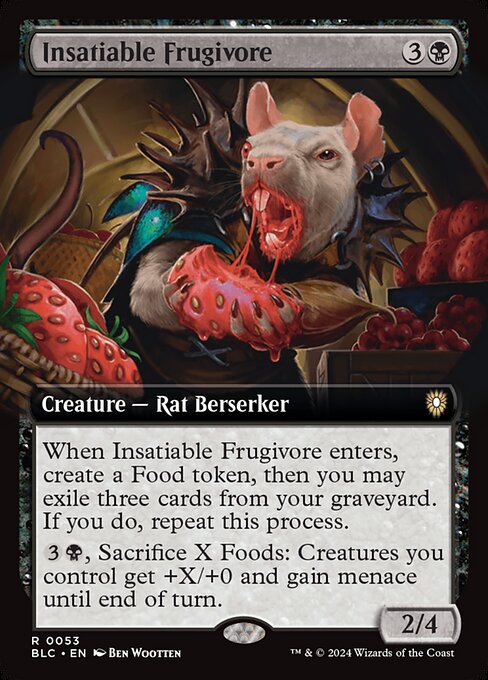 Insatiable Frugivore 3
Creature — Rat Berserker
When Insatiable Frugivore enters,
create a Food token, then you may
exile three cards from your graveyard.
If you do, repeat this process.
3, Sacrifice X Foods: Creatures you
control get +X/+0 and gain menace
until end of turn.
2/4
R 0053
BLC • EN Ben Wootten
™ & © 2024 Wizards of the Coast